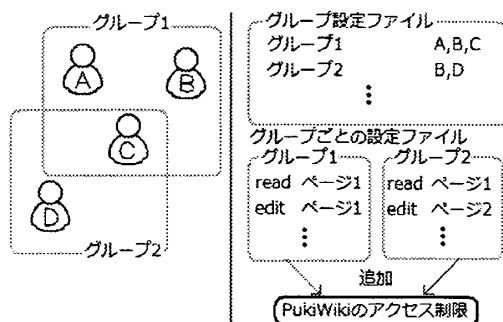 グループ1
A
B
C
D
グループ2
グループ設定ファイル
グループ1 A,B,C
グループ2 B,D
⋮
グループごとの設定ファイル
グループ1
read ページ1
edit ページ1
⋮
グループ2
read ページ1
edit ページ2
⋮
追加
PukiWikiのアクセス制限